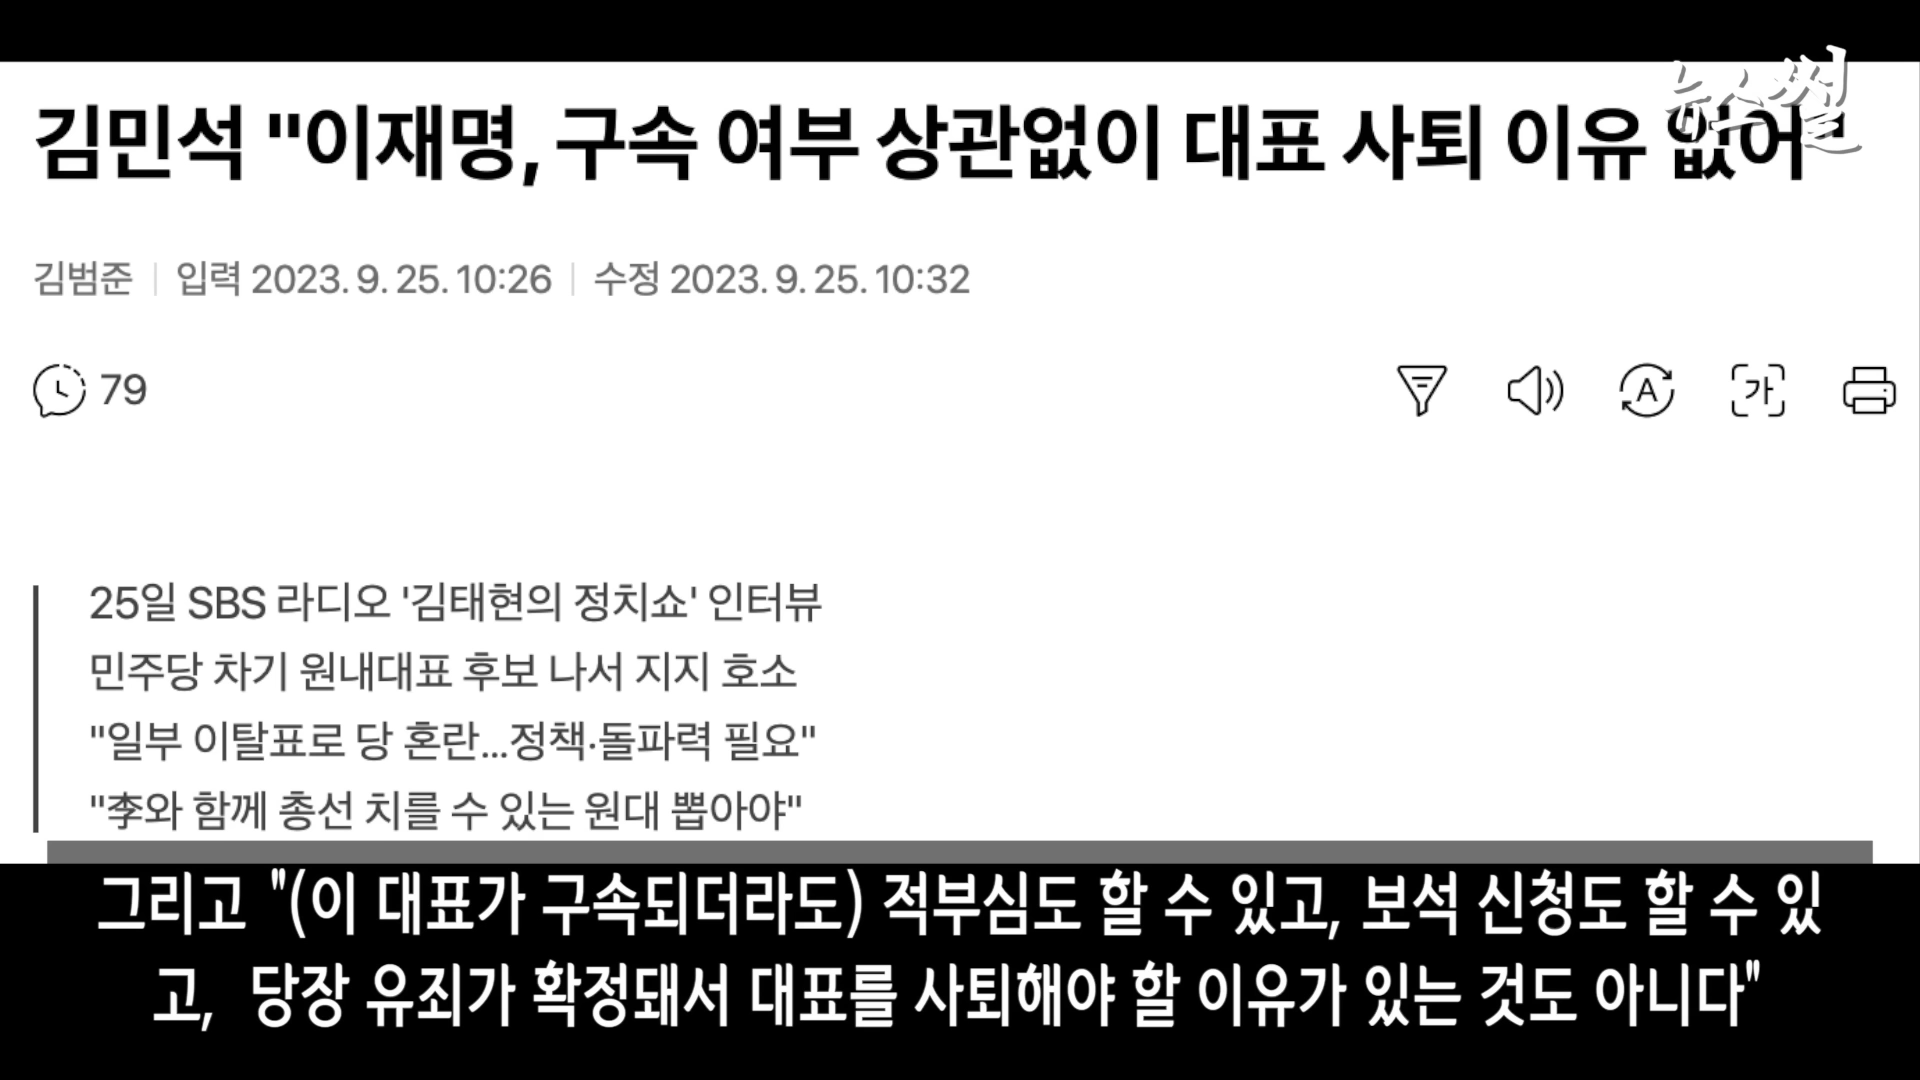 뉴스썰
김민석 "이재명, 구속 여부 상관없이 대표 사퇴 이유 없어"
김범준 | 입력 2023. 9. 25. 10:26 | 수정 2023. 9. 25. 10:32
79
A
가
25일 SBS 라디오 '김태현의 정치쇼' 인터뷰
민주당 차기 원내대표 후보 나서 지지 호소
"일부 이탈표로 당 혼란…정책·돌파력 필요"
"李와 함께 총선 치를 수 있는 원대 뽑아야"
그리고 "(이 대표가 구속되더라도) 적부심도 할 수 있고, 보석 신청도 할 수 있
고, 당장 유죄가 확정돼서 대표를 사퇴해야 할 이유가 있는 것도 아니다"